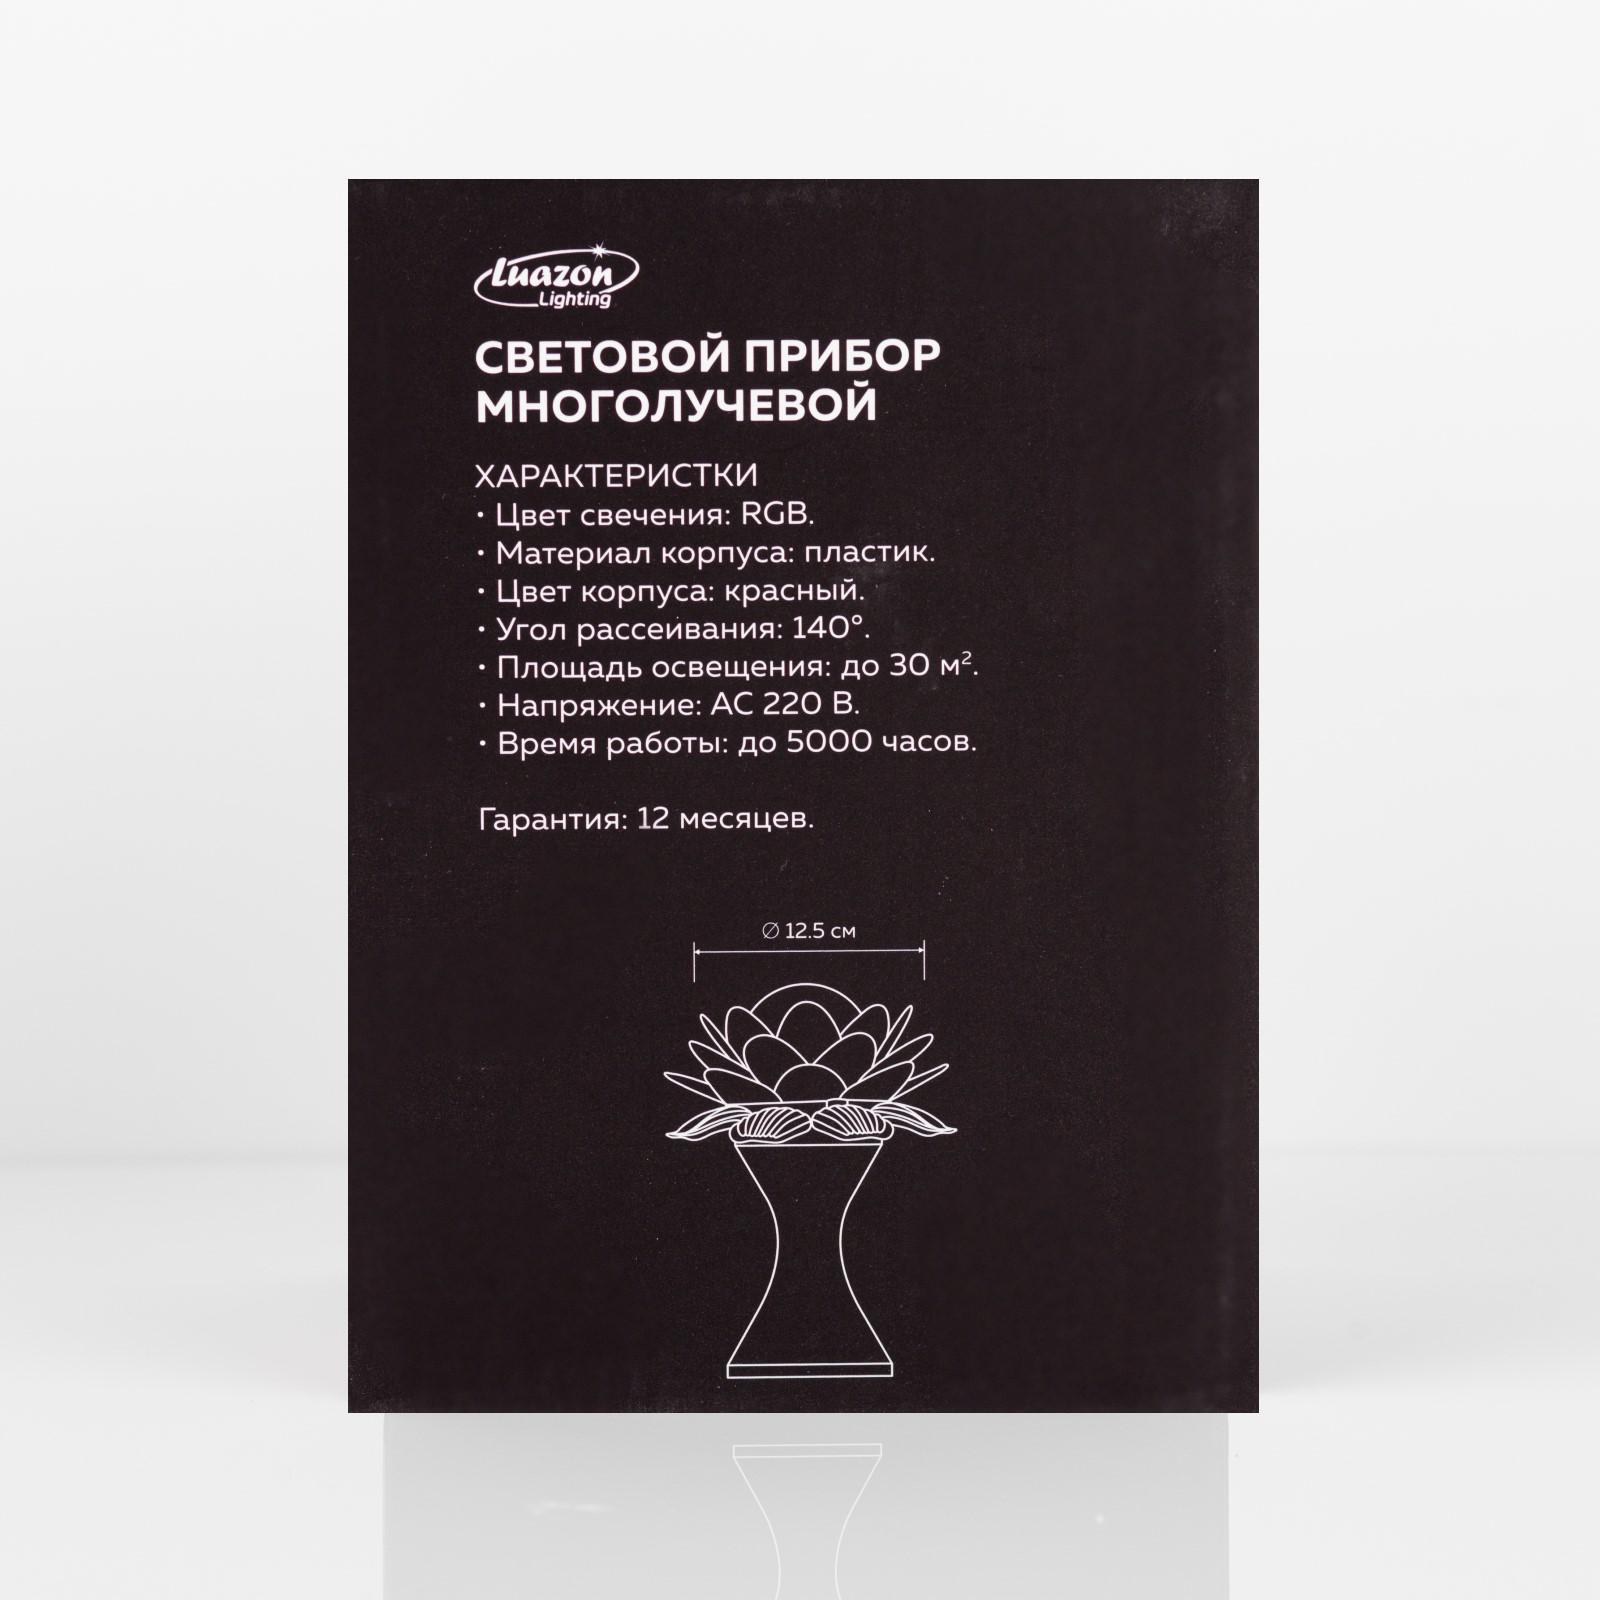 Luazon
Lighting
СВЕТОВОЙ ПРИБОР
МНОГОЛУЧЕВОЙ
ХАРАКТЕРИСТКИ
• Цвет свечения: RGB.
• Материал корпуса: пластик.
• Цвет корпуса: красный.
• Угол рассеивания: 140°.
• Площадь освещения: до 30 м².
• Напряжение: AC 220 В.
• Время работы: до 5000 часов.
Гарантия: 12 месяцев.
∅ 12.5 см